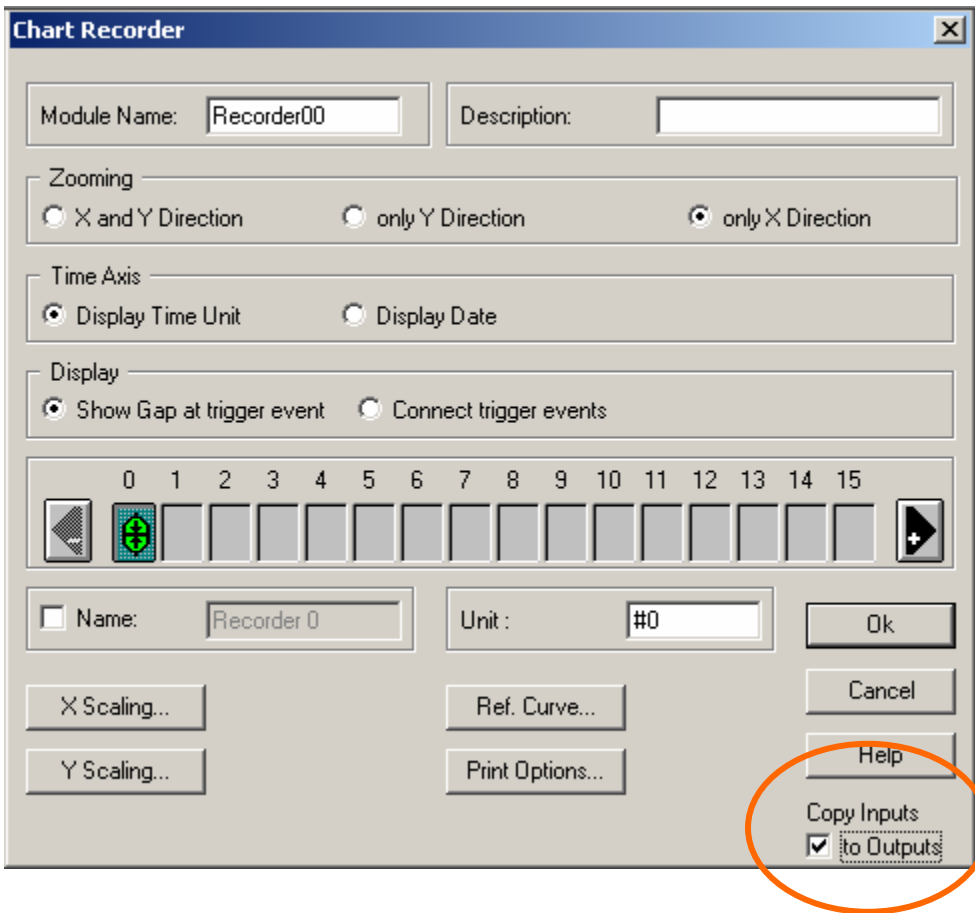 Chart Recorder
Module Name: Recorder00 Description:
Zooming
X and Y Direction only Y Direction only X Direction
Time Axis
Display Time Unit Display Date
Display
Show Gap at trigger event Connect trigger events
0 1 2 3 4 5 6 7 8 9 10 11 12 13 14 15
Name: Recorder 0 Unit : #0 Ok
X Scaling... Ref. Curve... Cancel
Y Scaling... Print Options... Help
Copy Inputs
to Outputs